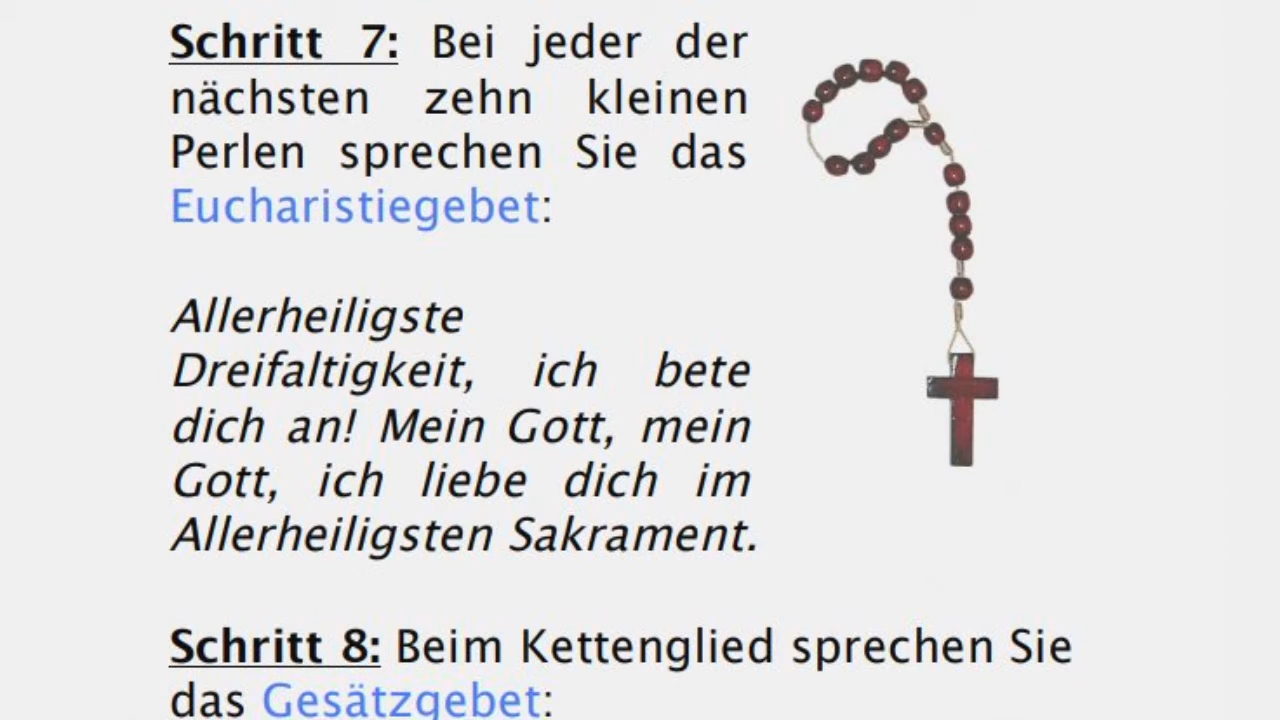 Schritt 7: Bei jeder der
nächsten zehn kleinen
Perlen sprechen Sie das
Eucharistiegebet:
Allerheiligste
Dreifaltigkeit, ich bete
dich an! Mein Gott, mein
Gott, ich liebe dich im
Allerheiligsten Sakrament.
Schritt 8: Beim Kettenglied sprechen Sie
das Gesätzgebet: